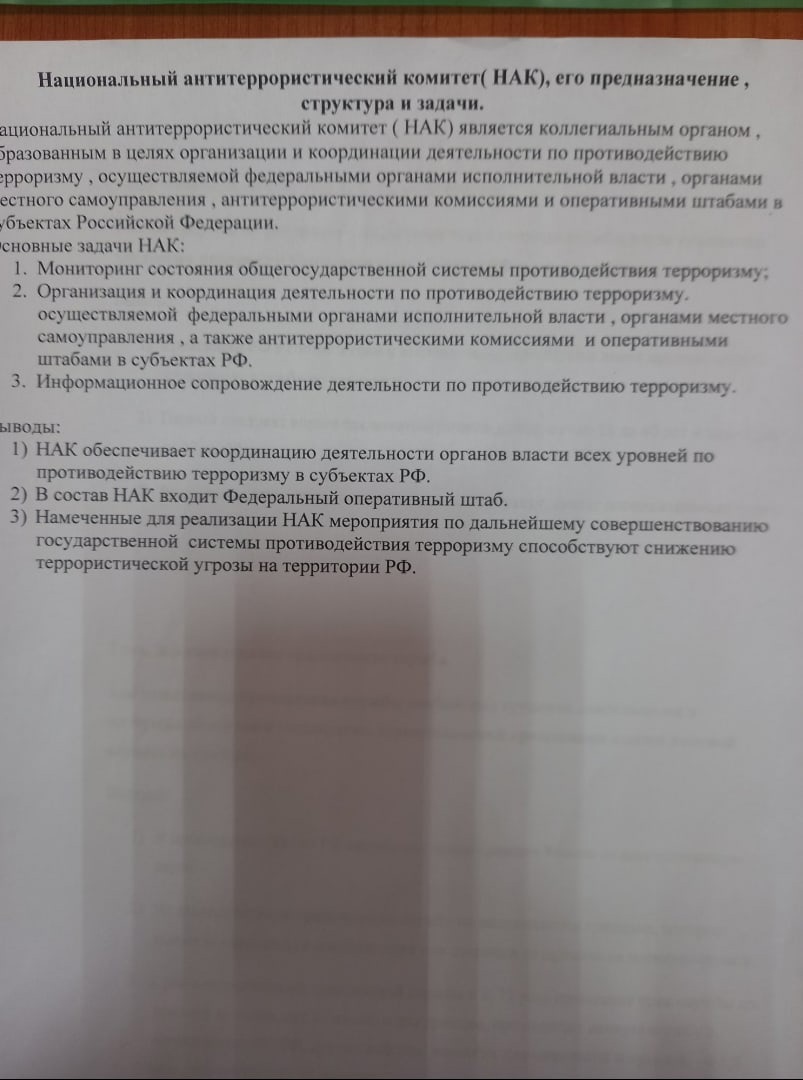 Национальный антитеррористический комитет( НАК), его предназначение ,
структура и задачи.
ациональный антитеррористический комитет ( НАК) является коллегиальным органом ,
бразованным в целях организации и координации деятельности по противодействию
ерроризму , осуществляемой федеральными органами исполнительной власти , органами
естного самоуправления , антитеррористическими комиссиями и оперативными штабами в
убъектах Российской Федерации.
сновные задачи НАК:
1. Мониторинг состояния общегосударственной системы противодействия терроризму;
2. Организация и координация деятельности по противодействию терроризму.
осуществляемой федеральными органами исполнительной власти , органами местного
самоуправления , а также антитеррористическими комиссиями и оперативными
штабами в субъектах РФ.
3. Информационное сопровождение деятельности по противодействию терроризму.
ыводы:
1) НАК обеспечивает координацию деятельности органов власти всех уровней по
противодействию терроризму в субъектах РФ.
2) В состав НАК входит Федеральный оперативный штаб.
3) Намеченные для реализации НАК мероприятия по дальнейшему совершенствованию
государственной системы противодействия терроризму способствуют снижению
террористической угрозы на территории РФ.